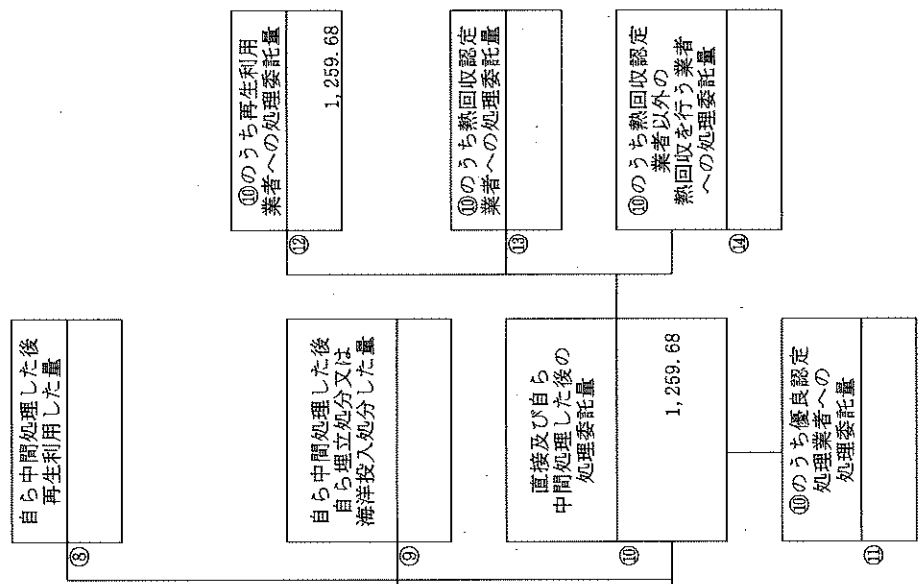 ⑧
自ら中間処理した後
再生利用した量
⑨
自ら中間処理した後
自ら埋立処分又は
海洋投入処分した量
⑩
直接及び自ら
中間処理した後の
処理委託量
1,259.68
⑪
⑩のうち優良認定
処理業者への
処理委託量
⑫
⑩のうち再生利用
業者への処理委託量
1,259.68
⑬
⑩のうち熱回収認定
業者への処理委託量
⑭
⑩のうち熱回収認定
業者以外の
熱回収を行う業者
への処理委託量